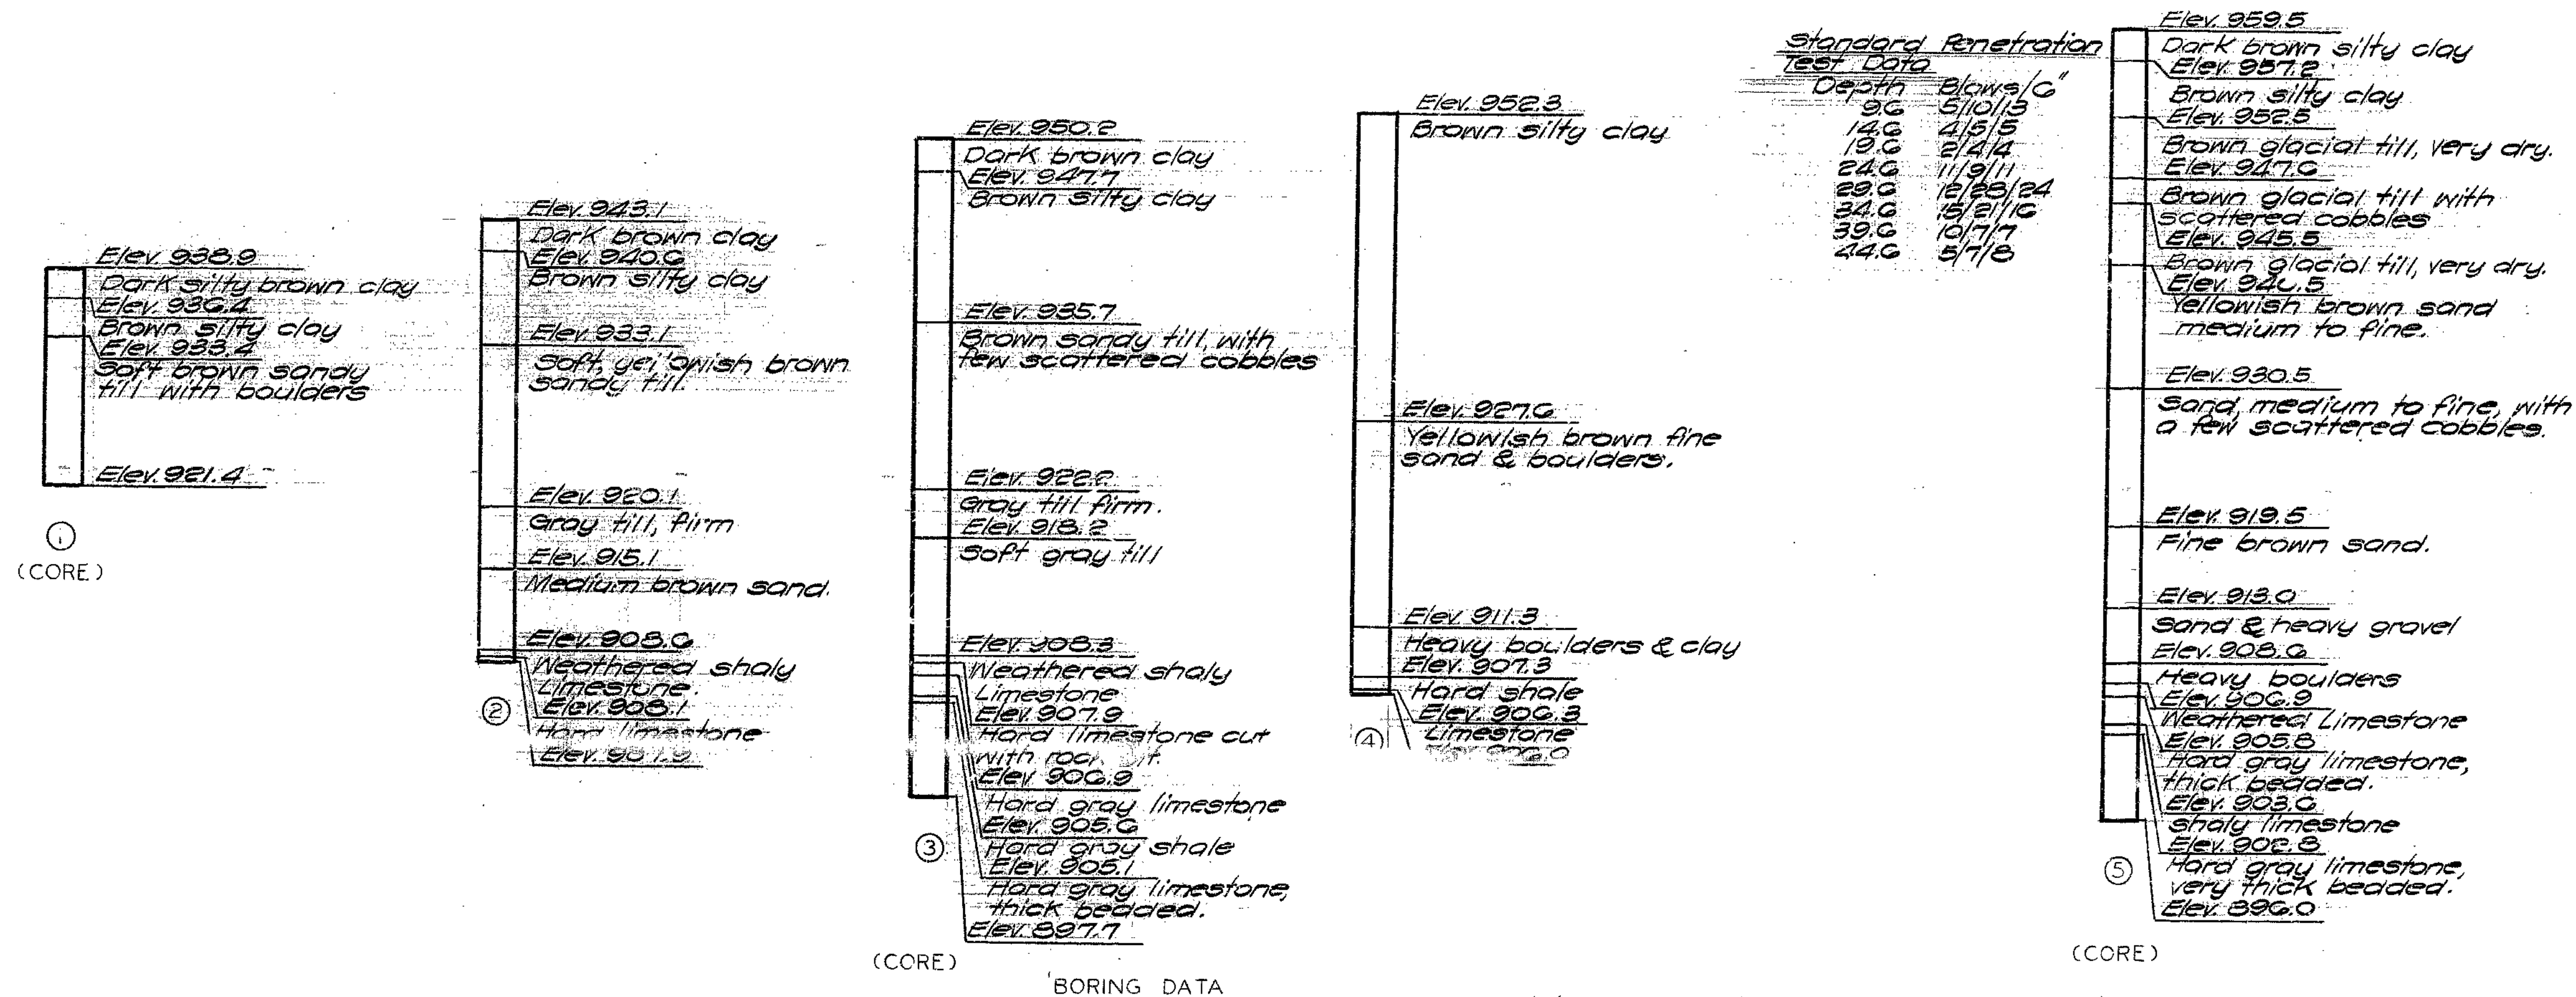 Elev. 938.9
Dark silty brown clay
Elev. 936.4
Brown silty clay
Elev. 933.4
Soft brown sandy
till with boulders
Elev. 921.4
1
(CORE)
Elev. 943.1
Dark brown clay
Elev. 940.6
Brown silty clay
Elev. 933.1
Soft, yellowish brown
sandy till.
Elev. 920.1
Gray till, firm
Elev. 915.1
Medium brown sand.
Elev. 908.6
Weathered shaly
Limestone.
Elev. 908.1
Hard limestone
Elev. 907.9
2
Elev. 950.2
Dark brown clay
Elev. 947.7
Brown silty clay
Elev. 935.7
Brown sandy till, with
few scattered cobbles
Elev. 922.2
Gray till firm.
Elev. 918.2
Soft gray till
Elev. 908.3
Weathered shaly
Limestone
Elev. 907.9
Hard limestone cut
with rock
Elev. 906.9
Hard gray limestone
Elev. 905.6
Hard gray shale
Elev. 905.1
Hard gray limestone,
thick bedded.
Elev. 897.7
3
(CORE)
Elev. 952.3
Brown silty clay
Elev. 927.6
Yellowish brown fine
sand & boulders.
Elev. 911.3
Heavy boulders & clay
Elev. 907.3
Hard shale
Elev. 906.3
Limestone
Elev. 906.0
4
Standard Penetration
Test Data
Depth Blows/6"
9.6 5/10/13
14.6 4/5/5
19.6 2/4/4
24.6 11/9/11
29.6 12/28/24
34.6 15/21/16
39.6 10/7/7
44.6 5/7/8
Elev. 959.5
Dark brown silty clay
Elev. 957.2
Brown silty clay
Elev. 952.5
Brown glacial till, very dry.
Elev. 947.6
Brown glacial till with
scattered cobbles
Elev. 945.5
Brown glacial till, very dry.
Elev. 940.5
Yellowish brown sand
medium to fine.
Elev. 930.5
Sand, medium to fine, with
a few scattered cobbles.
Elev. 919.5
Fine brown sand.
Elev. 913.0
Sand & heavy gravel
Elev. 908.6
Heavy boulders
Elev. 906.9
Weathered Limestone
Elev. 905.8
Hard gray limestone,
thick bedded.
Elev. 903.6
shaly limestone
Elev. 902.8
Hard gray limestone,
very thick bedded.
Elev. 896.0
5
(CORE)
BORING DATA